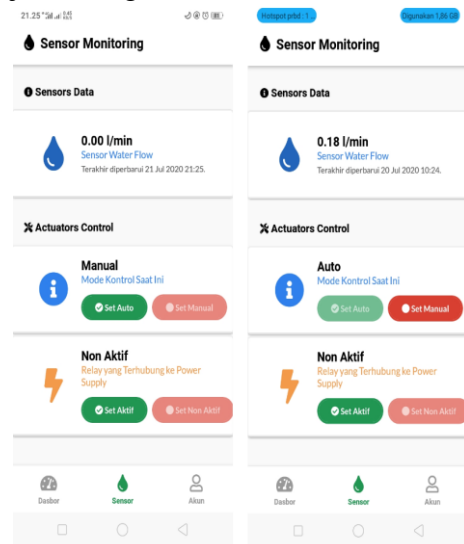 21.25
Sensor Monitoring
Sensors Data
0.00 l/min
Sensor Water Flow
Terakhir diperbarui 21 Jul 2020 21:25.
Actuators Control
Manual
Mode Kontrol Saat Ini
Set Auto
Set Manual
Non Aktif
Relay yang Terhubung ke Power
Supply
Set Aktif
Set Non Aktif
Dasbor
Sensor
Akun
Hotspot prbd : 1
Digunakan 1,86 GB
Sensor Monitoring
Sensors Data
0.18 l/min
Sensor Water Flow
Terakhir diperbarui 20 Jul 2020 10:24.
Actuators Control
Auto
Mode Kontrol Saat Ini
Set Auto
Set Manual
Non Aktif
Relay yang Terhubung ke Power
Supply
Set Aktif
Set Non Aktif
Dasbor
Sensor
Akun